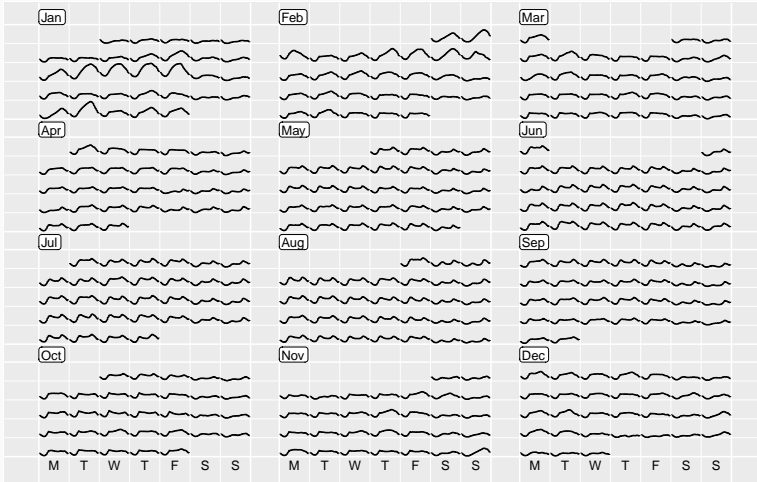 Jan Feb Mar
Apr May Jun
Jul Aug Sep
Oct Nov Dec
M T W T F S S M T W T F S S M T W T F S S